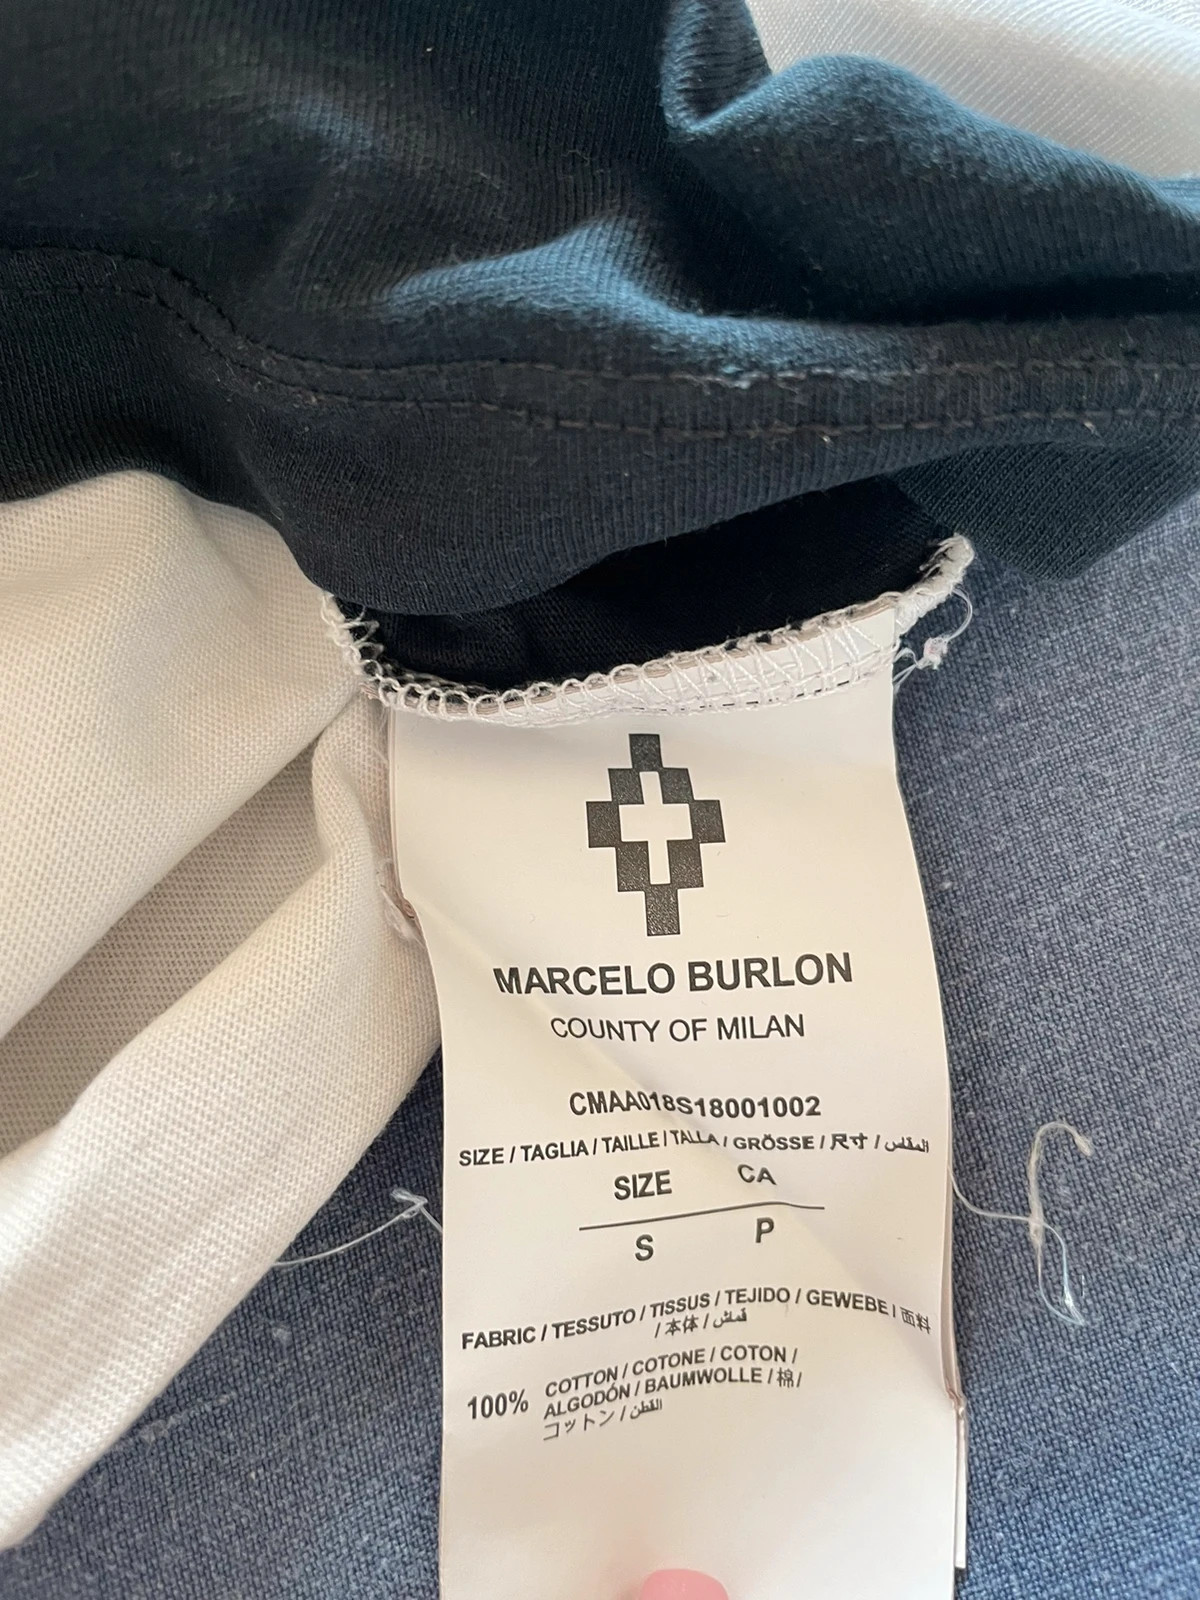 MARCELO BURLON
COUNTY OF MILAN
CMAA018S18001002
SIZE / TAGLIA / TAILLE / TALLA / GRÖSSE / 尺寸 / المقاس
SIZE CA
S P
FABRIC / TESSUTO / TISSUS / TEJIDO / GEWEBE / 面料
/ 本体 / قماش
100% COTTON / COTONE / COTON /
ALGODÓN / BAUMWOLLE / 棉 /
コットン / القطن